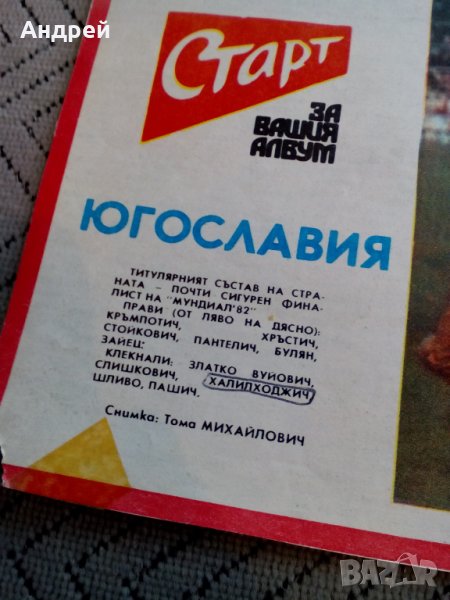 Андрей
Старт
ЗА
ВАШИЯ
АЛБУМ
ЮГОСЛАВИЯ
ТИТУЛЯРНИЯТ СЪСТАВ НА СТРА-
НАТА – ПОЧТИ СИГУРЕН ФИНА-
ЛИСТ НА "МУНДИАЛ'82"
ПРАВИ (ОТ ЛЯВО НА ДЯСНО):
КРЪМПОТИЧ, ХРЪСТИЧ,
СТОЙКОВИЧ, ПАНТЕЛИЧ, БУЛЯН,
ЗАЙЕЦ;
КЛЕКНАЛИ: ЗЛАТКО ВУЙОВИЧ,
СЛИШКОВИЧ, ХАЛИЛХОДЖИЧ,
ШЛИВО, ПАШИЧ.
Снимка: Тома МИХАЙЛОВИЧ
BAZAR